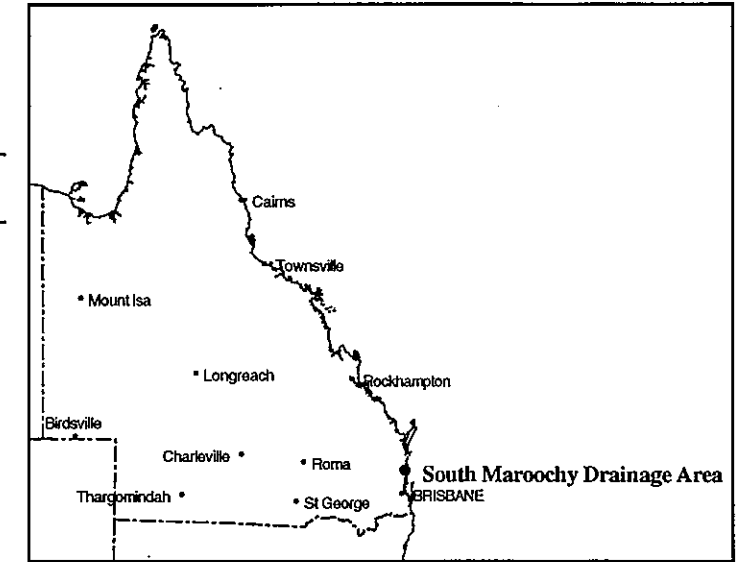 Cairns
Townsville
Mount Isa
Longreach
Rockhampton
Birdsville
Charleville
Roma
South Maroochy Drainage Area
Thargomindah
St George
BRISBANE